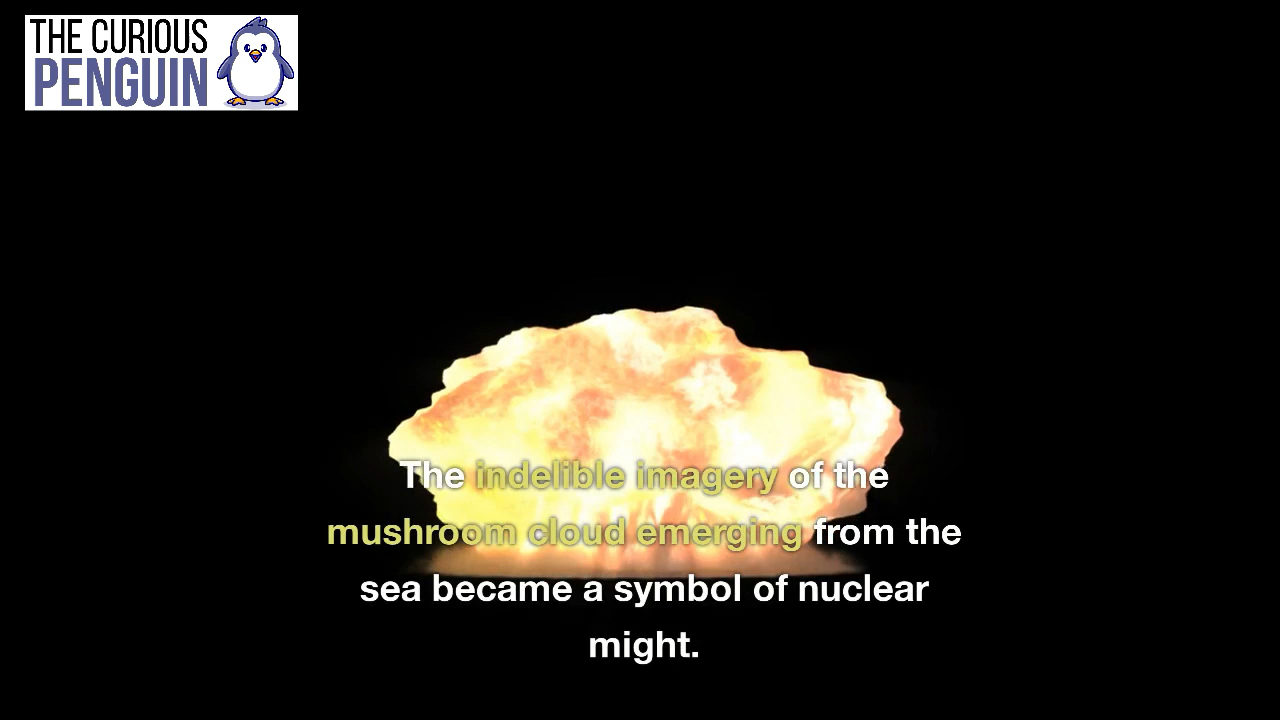 THE CURIOUS
PENGUIN
The indelible imagery of the
mushroom cloud emerging from the
sea became a symbol of nuclear
might.